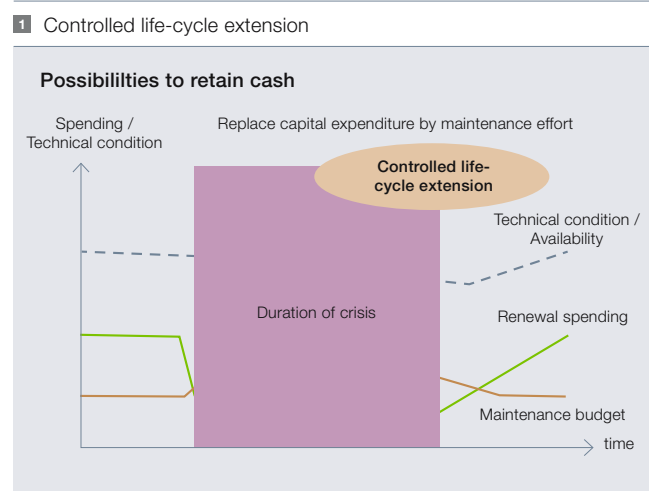 1 Controlled life-cycle extension
Possibililties to retain cash
Spending /
Technical condition
Replace capital expenditure by maintenance effort
Controlled life-
cycle extension
Technical condition /
Availability
Duration of crisis
Renewal spending
Maintenance budget
time